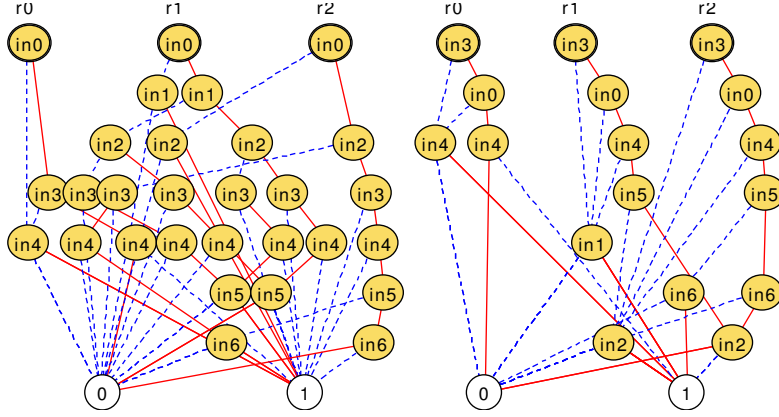 r0 r1 r2 r0 r1 r2
in0 in0 in0 in3 in3 in3
in1 in1 in0 in0 in0
in2 in2 in2 in2 in4 in4 in4 in4
in3 in3 in3 in3 in3 in3 in3 in5 in5
in4 in4 in4 in4 in4 in4 in4 in4 in1
in5 in5 in5 in6 in6
in6 in6 in2 in2
0 1 0 1